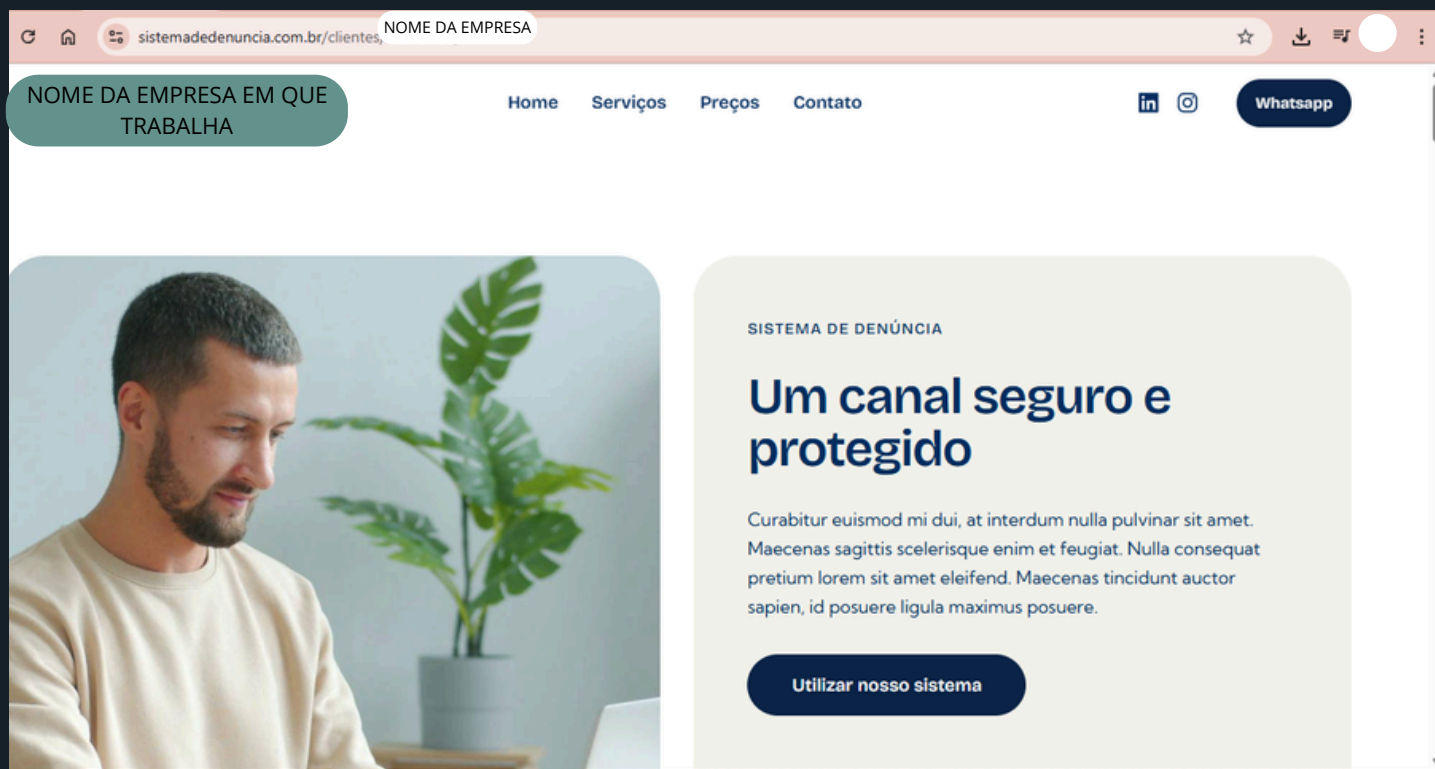 NOME DA EMPRESA
sistemadedenuncia.com.br/clientes/
NOME DA EMPRESA EM QUE
TRABALHA
Home Serviços Preços Contato
in
Whatsapp
SISTEMA DE DENÚNCIA
Um canal seguro e
protegido
Curabitur euismod mi dui, at interdum nulla pulvinar sit amet.
Maecenas sagittis scelerisque enim et feugiat. Nulla consequat
pretium lorem sit amet eleifend. Maecenas tincidunt auctor
sapien, id posuere ligula maximus posuere.
Utilizar nosso sistema